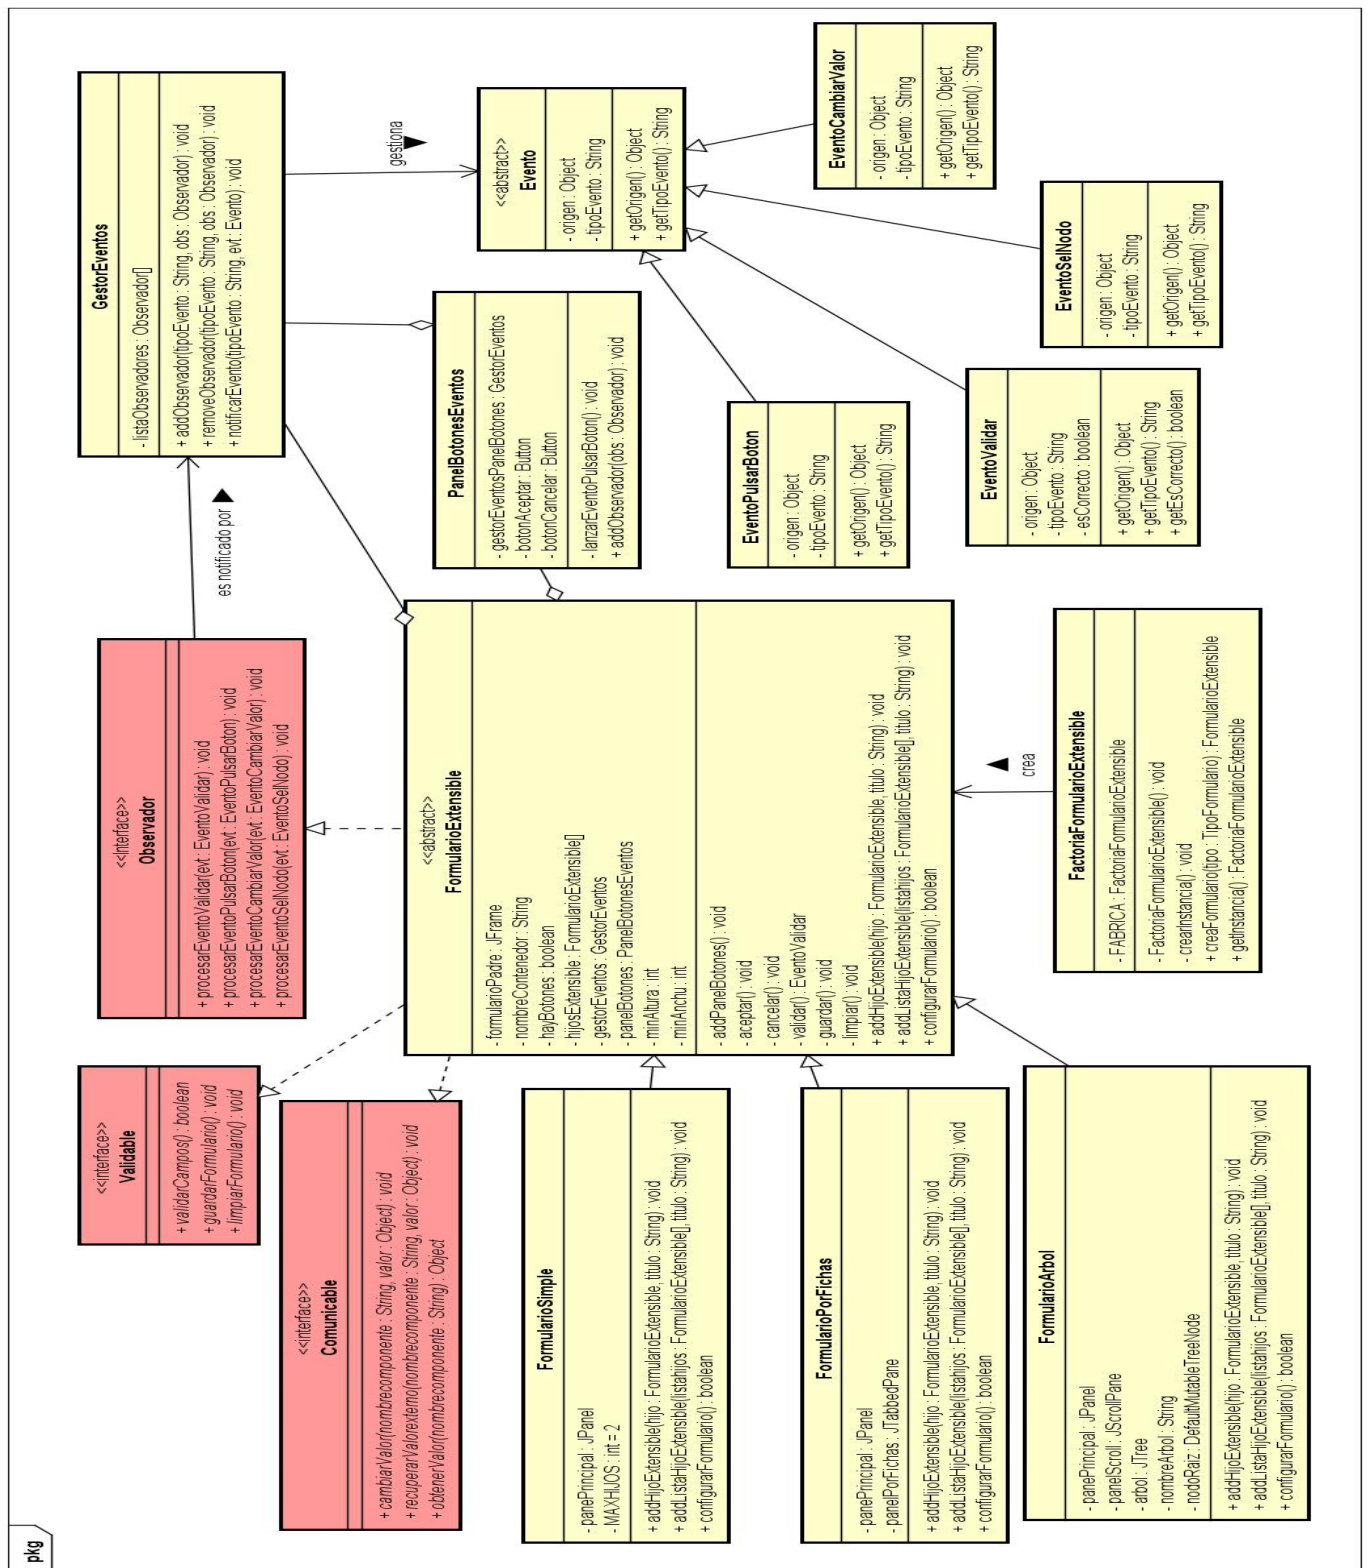 pkg
<<interface>>
Validable
+ validarCampos() : boolean
+ guardarFormulario() : void
+ limpiarFormulario() : void
<<Interface>>
Observador
+ procesarEventoValidar(evt : EventoValidar) : void
+ procesarEventoPulsarBoton(evt : EventoPulsarBoton) : void
+ procesarEventoCambiarValor(evt : EventoCambiarValor) : void
+ procesarEventoSelNodo(evt : EventoSelNodo) : void
es notificado por
GestorEventos
- listaObservadores : Observador[]
+ addObservador(tipoEvento : String, obs : Observador) : void
+ removeObservador(tipoEvento : String, obs : Observador) : void
+ notificarEvento(tipoEvento : String, evt : Evento) : void
gestiona
<<interface>>
Comunicable
+ cambiarValor(nombrecomponente : String, valor : Object) : void
+ recuperarValorexterno(nombrecomponente : String, valor : Object) : void
+ obtenerValor(nombrecomponente : String) : Object
<<abstract>>
FormularioExtensible
- formularioPadre : JFrame
- nombreContenedor : String
- hayBotones : boolean
- hijosExtensible : FormularioExtensible[]
- gestorEventos : GestorEventos
- panelBotones : PanelBotonesEventos
- minAltura : int
- minAnchu : int
- addPanelBotones() : void
- aceptar() : void
- cancelar() : void
- validar() : EventoValidar
- guardar() : void
- limpiar() : void
+ addHijoExtensible(hijo : FormularioExtensible, titulo : String) : void
+ addListaHijoExtensible(listahijos : FormularioExtensible[], titulo : String) : void
+ configurarFormulario() : boolean
PanelBotonesEventos
- gestorEventosPanelBotones : GestorEventos
- botonAceptar : Button
- botonCancelar : Button
- lanzarEventoPulsarBoton() : void
+ addObservador(obs : Observador) : void
<<abstract>>
Evento
- origen : Object
- tipoEvento : String
+ getOrigen() : Object
+ getTipoEvento() : String
FormularioSimple
- panePrincipal : JPanel
- MAXHIJOS : int = 2
+ addHijoExtensible(hijo : FormularioExtensible, titulo : String) : void
+ addListaHijoExtensible(listahijos : FormularioExtensible[], titulo : String) : void
+ configurarFormulario() : boolean
EventoPulsarBoton
- origen : Object
- tipoEvento : String
+ getOrigen() : Object
+ getTipoEvento() : String
EventoCambiarValor
- origen : Object
- tipoEvento : String
+ getOrigen() : Object
+ getTipoEvento() : String
FormularioPorFichas
- panePrincipal : JPanel
- panelPorFichas : JTabbedPane
+ addHijoExtensible(hijo : FormularioExtensible, titulo : String) : void
+ addListaHijoExtensible(listahijos : FormularioExtensible[], titulo : String) : void
+ configurarFormulario() : boolean
crea
EventoValidar
- origen : Object
- tipoEvento : String
- esCorrecto : boolean
+ getOrigen() : Object
+ getTipoEvento() : String
+ getEsCorrecto() : boolean
EventoSelNodo
- origen : Object
- tipoEvento : String
+ getOrigen() : Object
+ getTipoEvento() : String
FormularioArbol
- panePrincipal : JPanel
- panelScroll : JScrollPane
- arbol : JTree
- nombreArbol : String
- nodoRaiz : DefaultMutableTreeNode
+ addHijoExtensible(hijo : FormularioExtensible, titulo : String) : void
+ addListaHijoExtensible(listahijos : FormularioExtensible[], titulo : String) : void
+ configurarFormulario() : boolean
FactoriaFormularioExtensible
- FABRICA : FactoriaFormularioExtensible
- FactoriaFormularioExtensible() : void
- creaInstancia() : void
+ creaFormulario(tipo : TipoFormulario) : FormularioExtensible
+ getInstancia() : FactoriaFormularioExtensible